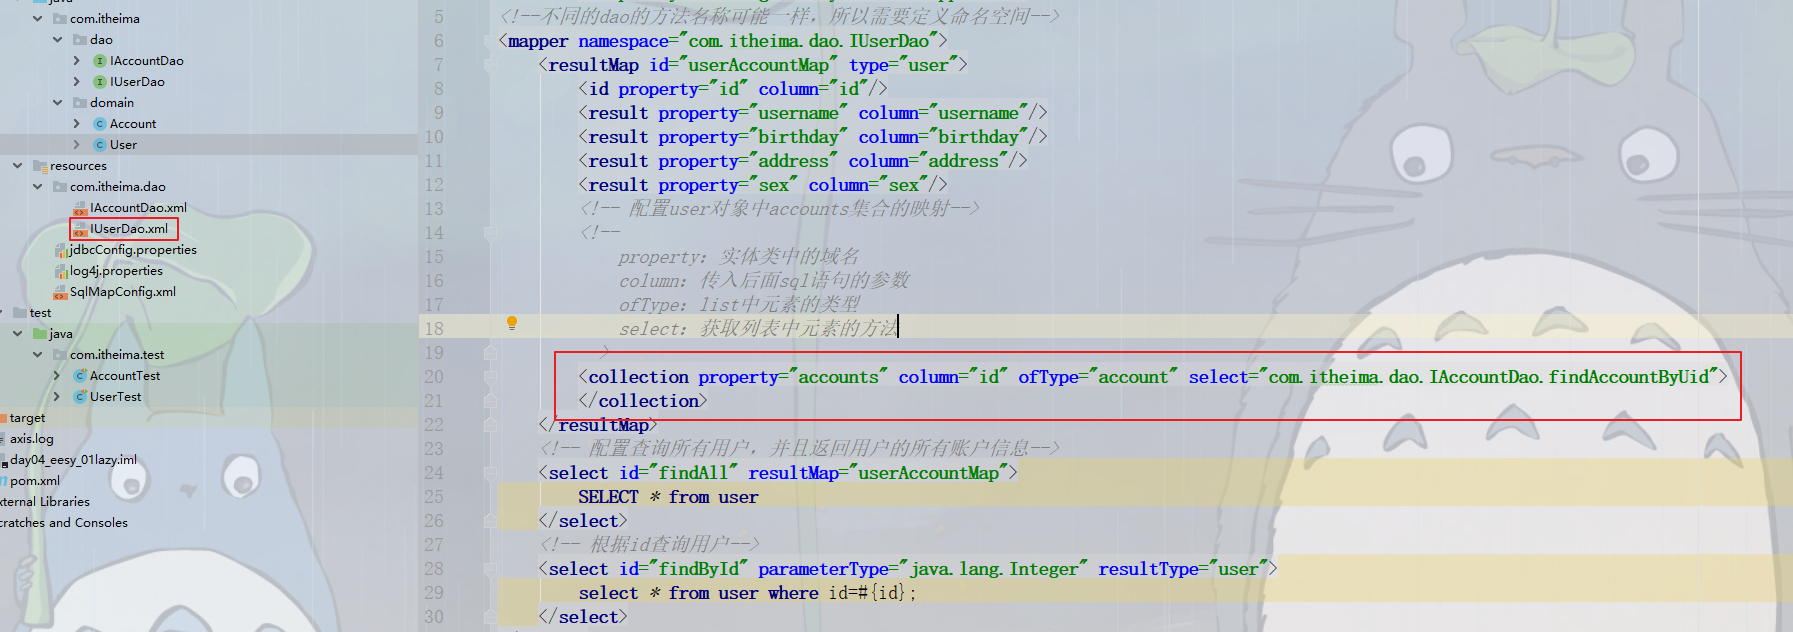 java
com.itheima
dao
IAccountDao
IUserDao
domain
Account
User
resources
com.itheima.dao
IAccountDao.xml
IUserDao.xml
jdbcConfig.properties
log4j.properties
SqlMapConfig.xml
test
java
com.itheima.test
AccountTest
UserTest
target
axis.log
day04_eesy_01lazy.iml
pom.xml
xternal Libraries
cratches and Consoles
5 <!--不同的dao的方法名称可能一样，所以需要定义命名空间-->
6 <mapper namespace="com.itheima.dao.IUserDao">
7 <resultMap id="userAccountMap" type="user">
8 <id property="id" column="id"/>
9 <result property="username" column="username"/>
10 <result property="birthday" column="birthday"/>
11 <result property="address" column="address"/>
12 <result property="sex" column="sex"/>
13 <!-- 配置user对象中accounts集合的映射-->
14 <!--
15 property: 实体类中的域名
16 column: 传入后面sql语句的参数
17 ofType: list中元素的类型
18 select: 获取列表中元素的方法
19 >
20 <collection property="accounts" column="id" ofType="account" select="com.itheima.dao.IAccountDao.findAccountByUid">
21 </collection>
22 </resultMap>
23 <!-- 配置查询所有用户，并且返回用户的所有账户信息-->
24 <select id="findAll" resultMap="userAccountMap">
25 SELECT * from user
26 </select>
27 <!-- 根据id查询用户-->
28 <select id="findById" parameterType="java.lang.Integer" resultType="user">
29 select * from user where id=#{id};
30 </select>